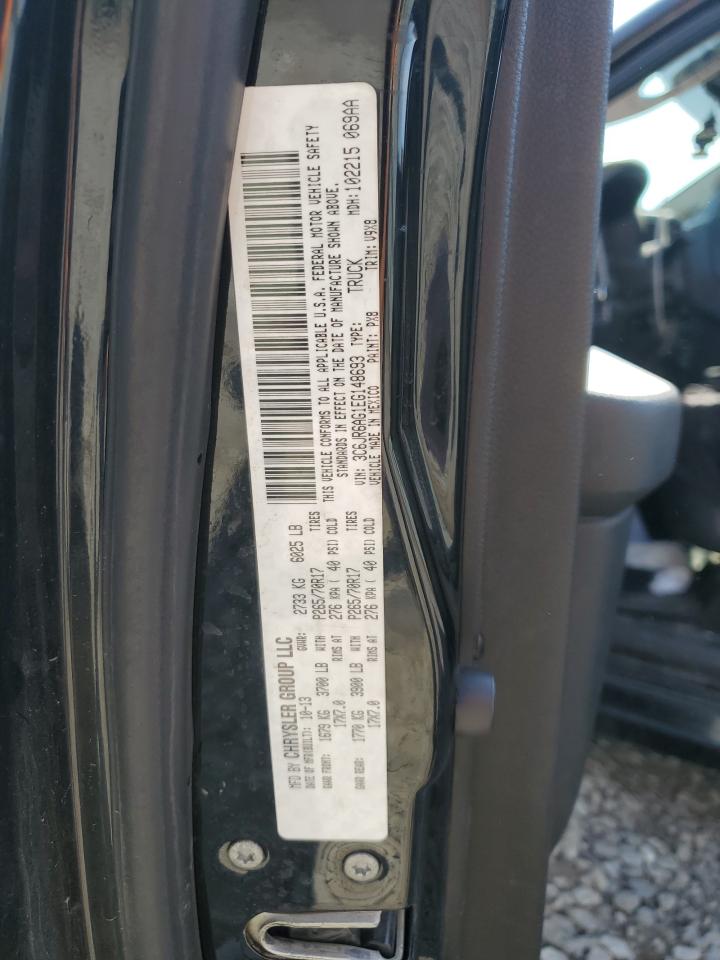 MFD BY CHRYSLER GROUP LLC
DATE OF MFR(BUILT): 10-13 GVWR: 2733 KG 6025 LB
GAWR FRONT: 1679 KG 3700 LB WITH P265/70R17 TIRES
17X7.0 RIMS AT 276 KPA ( 40 PSI) COLD
GAWR REAR: 1770 KG 3900 LB WITH P265/70R17 TIRES
17X7.0 RIMS AT 276 KPA ( 40 PSI) COLD
THIS VEHICLE CONFORMS TO ALL APPLICABLE U.S.A. FEDERAL MOTOR VEHICLE SAFETY
STANDARDS IN EFFECT ON THE DATE OF MANUFACTURE SHOWN ABOVE.
VIN: 3C6JR6AG1EG148693 TYPE: TRUCK MDH: 102215 069AA
VEHICLE MADE IN MEXICO PAINT: PX8 TRIM: V9X8